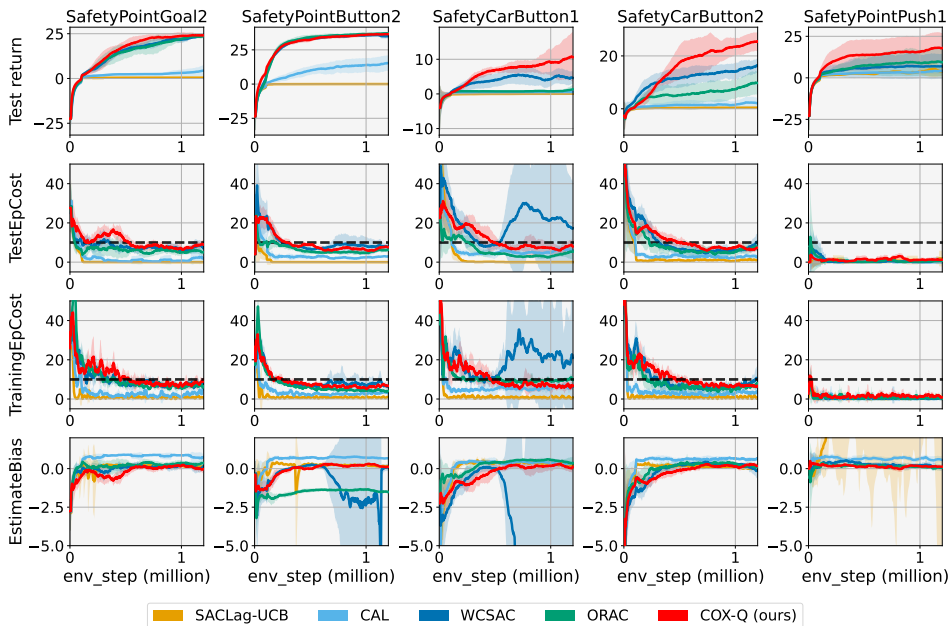 SafetyPointGoal2 SafetyPointButton2 SafetyCarButton1 SafetyCarButton2 SafetyPointPush1
Test return
25 0 −25 0 1
25 0 −25 0 1
10 0 −10 0 1
20 0 0 1
25 0 −25 0 1
TestEpCost
40 20 0 0 1
40 20 0 0 1
40 20 0 0 1
40 20 0 0 1
40 20 0 0 1
TrainingEpCost
40 20 0 0 1
40 20 0 0 1
40 20 0 0 1
40 20 0 0 1
40 20 0 0 1
EstimateBias
0.0 −2.5 −5.0 0 1
0.0 −2.5 −5.0 0 1
0.0 −2.5 −5.0 0 1
0.0 −2.5 −5.0 0 1
0.0 −2.5 −5.0 0 1
env_step (million) env_step (million) env_step (million) env_step (million) env_step (million)
SACLag-UCB CAL WCSAC ORAC COX-Q (ours)